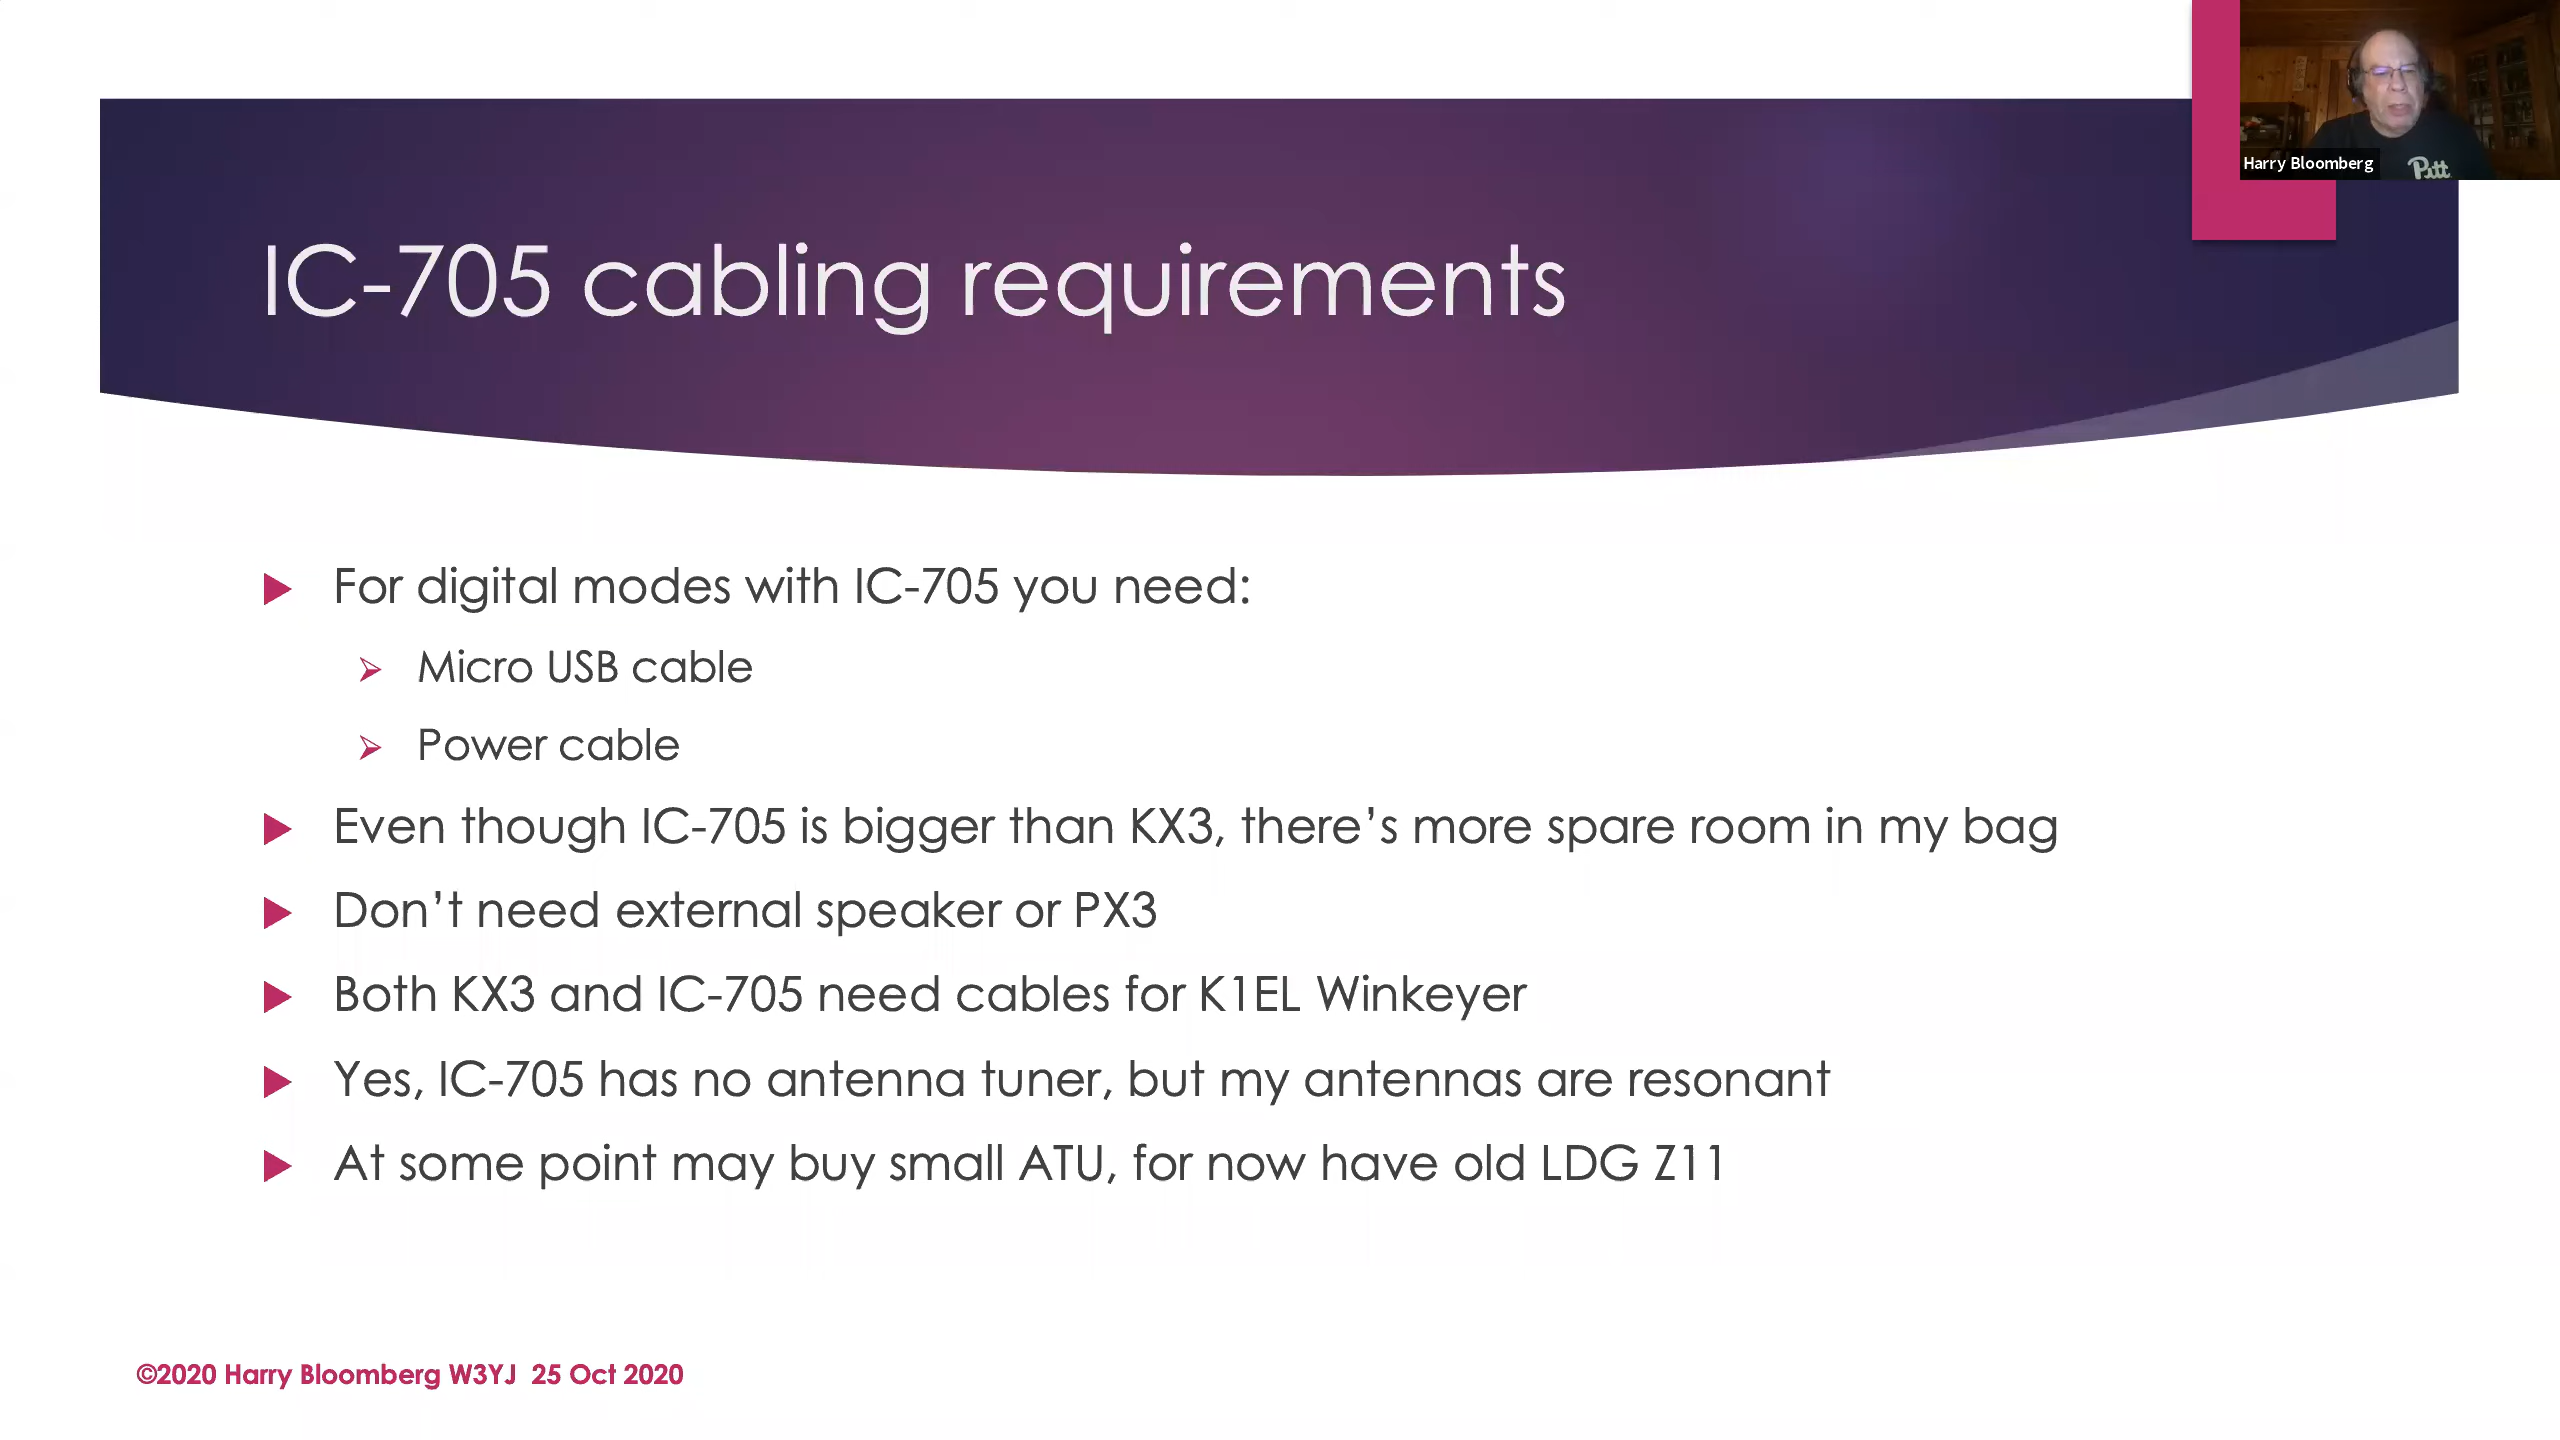 Harry Bloomberg
Pitt
IC-705 cabling requirements
For digital modes with IC-705 you need:
Micro USB cable
Power cable
Even though IC-705 is bigger than KX3, there’s more spare room in my bag
Don’t need external speaker or PX3
Both KX3 and IC-705 need cables for K1EL Winkeyer
Yes, IC-705 has no antenna tuner, but my antennas are resonant
At some point may buy small ATU, for now have old LDG Z11
©2020 Harry Bloomberg W3YJ 25 Oct 2020